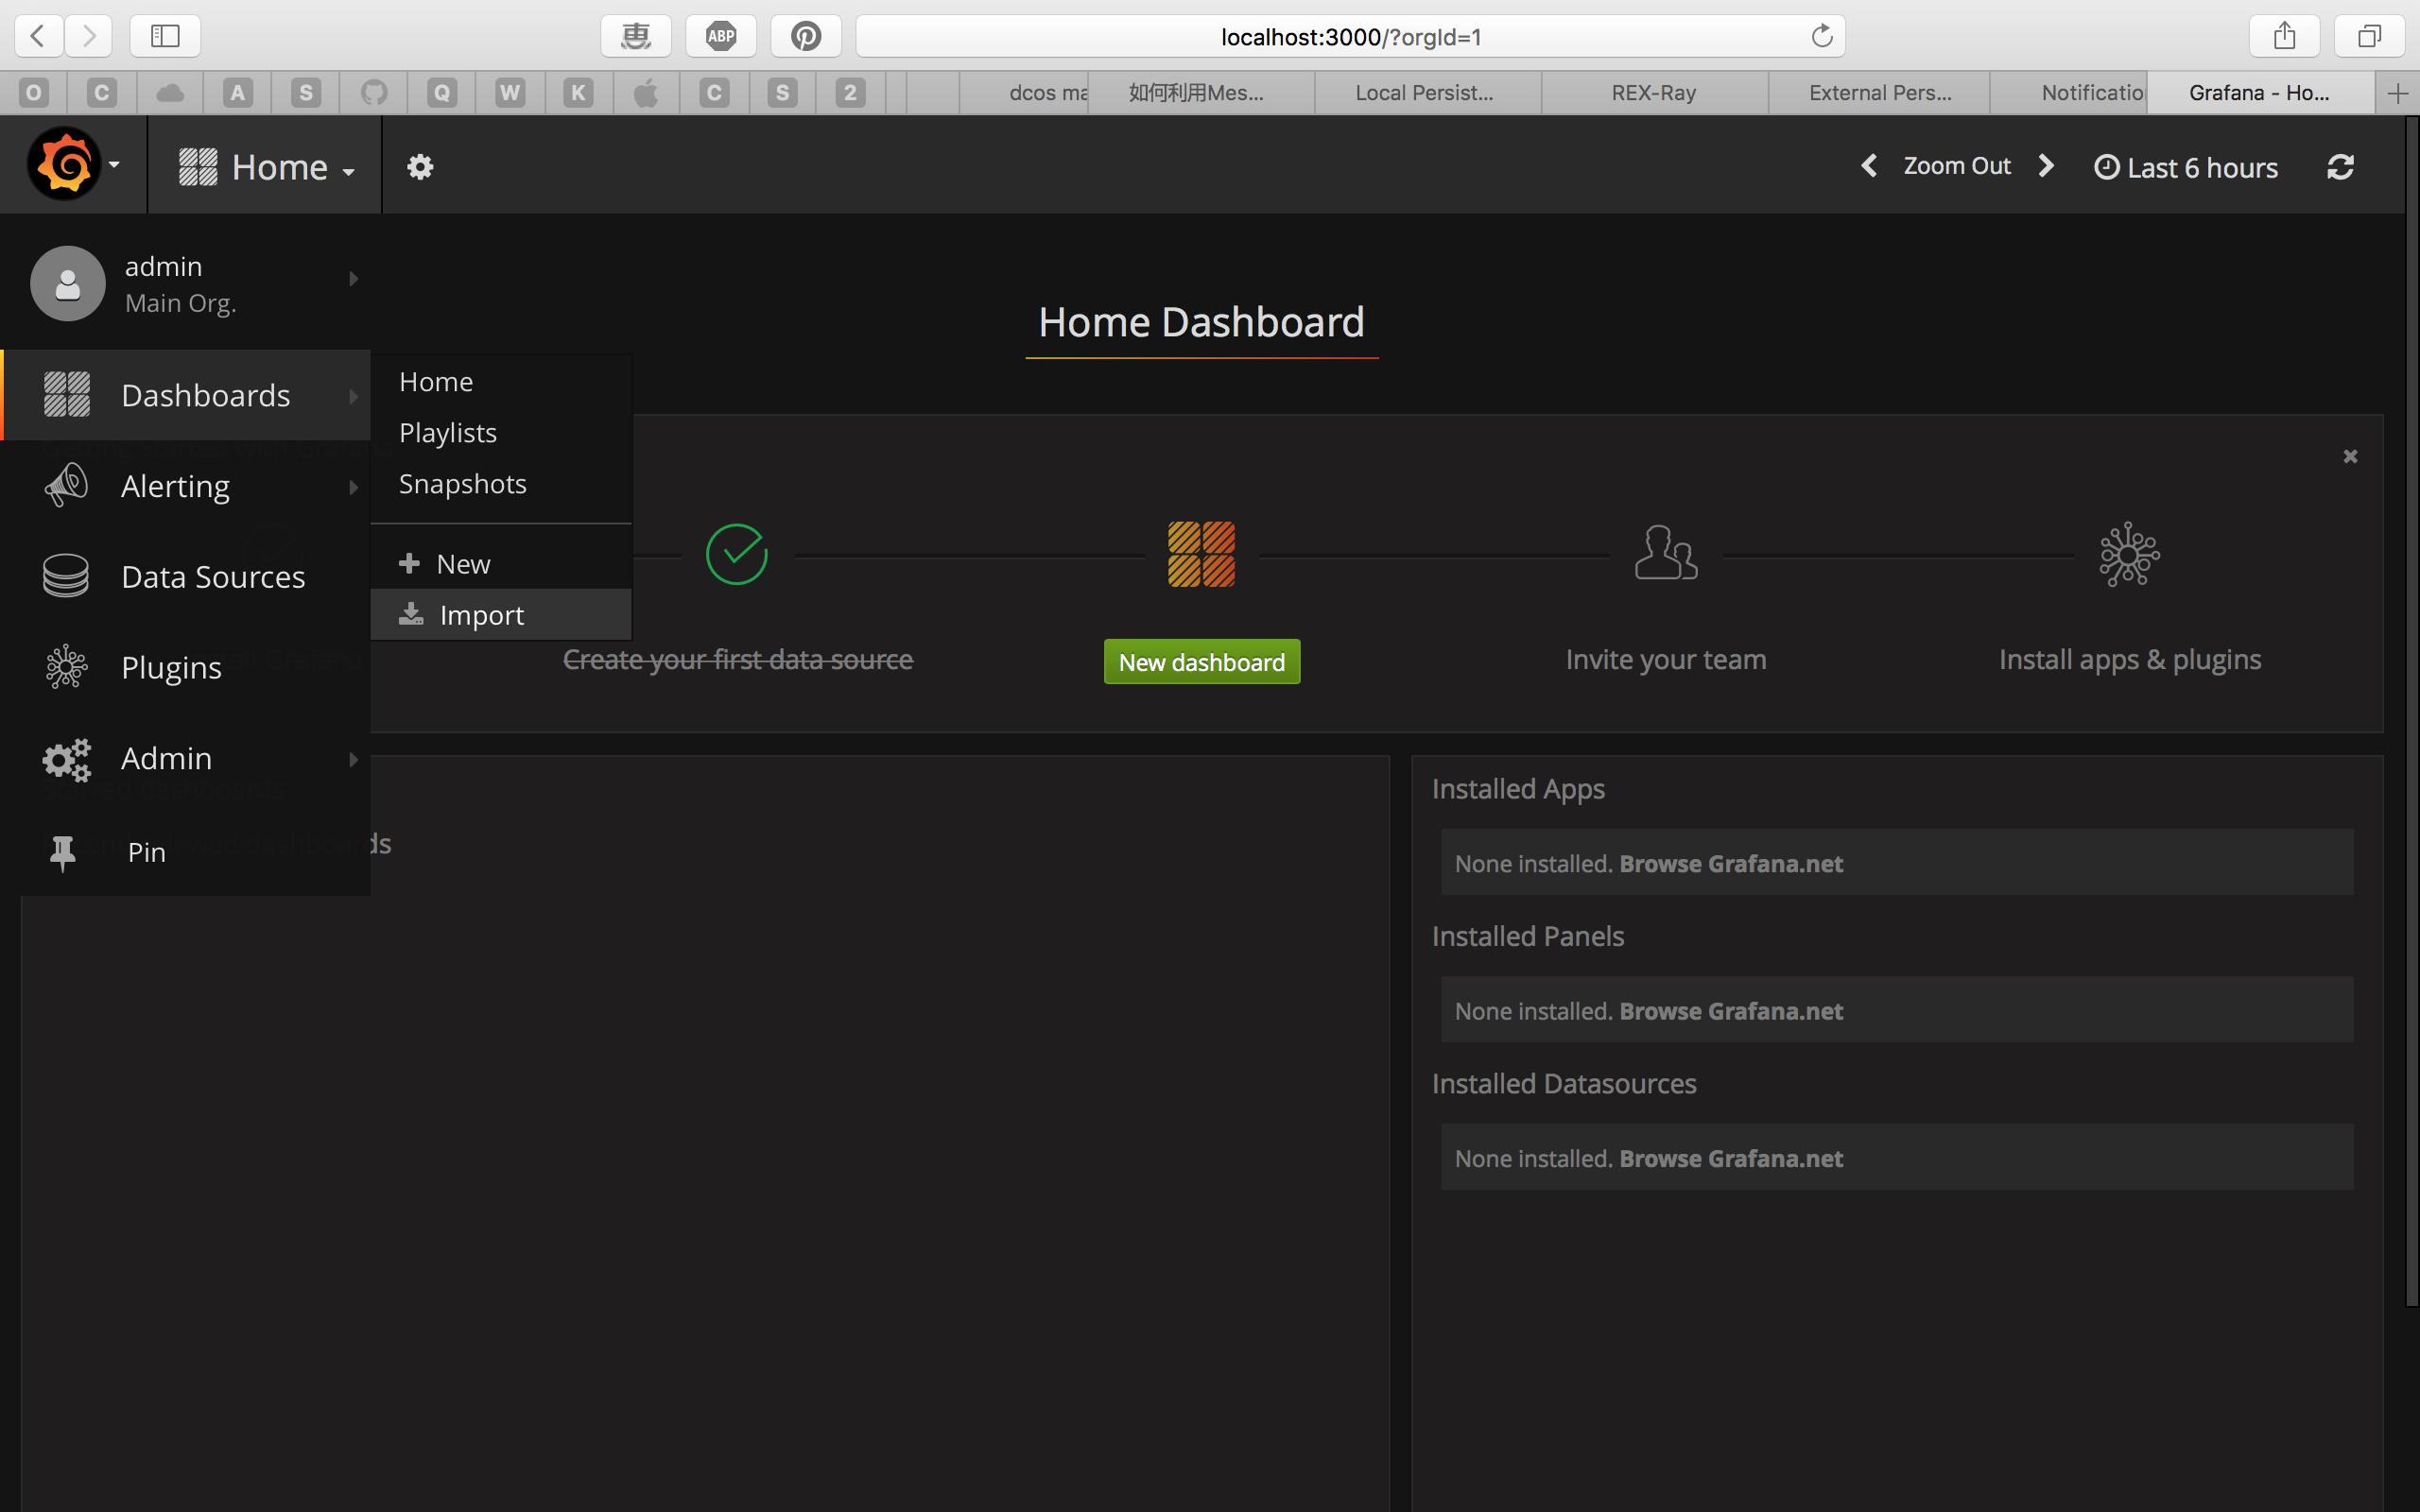 ABP
localhost:3000/?orgId=1
O C A S Q W K C S 2
如何利用Mes...
Local Persist...
REX-Ray
External Pers...
Grafana - Ho...
Home
Zoom Out
Last 6 hours
admin
Main Org.
Home Dashboard
Dashboards
Home
Playlists
Snapshots
New
Import
Alerting
Data Sources
Plugins
Admin
Pin
Create your first data source
New dashboard
Invite your team
Install apps & plugins
Installed Apps
None installed. Browse Grafana.net
Installed Panels
None installed. Browse Grafana.net
Installed Datasources
None installed. Browse Grafana.net